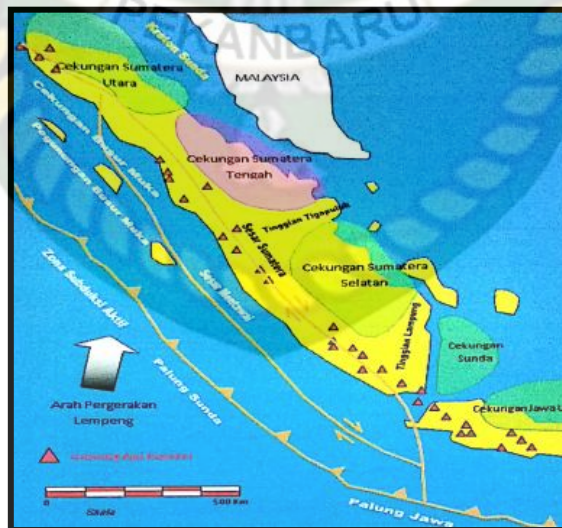 PEKANBARU
Kraton Sunda
Cekungan Sumatera
Utara
MALAYSIA
Cekungan Busur Muka
Pegunungan Busur Muka
Cekungan Sumatera
Tengah
Tinggian Tigapuluh
Sesar Sumatera
Zona Subduksi Aktif
Sesar Mentawai
Cekungan Sumatera
Selatan
Tinggian Lampung
Cekungan
Sunda
Arah Pergerakan
Lempeng
Palung Sunda
Cekungan Jawa U
0
500 Km
Skala
Palung Jawa